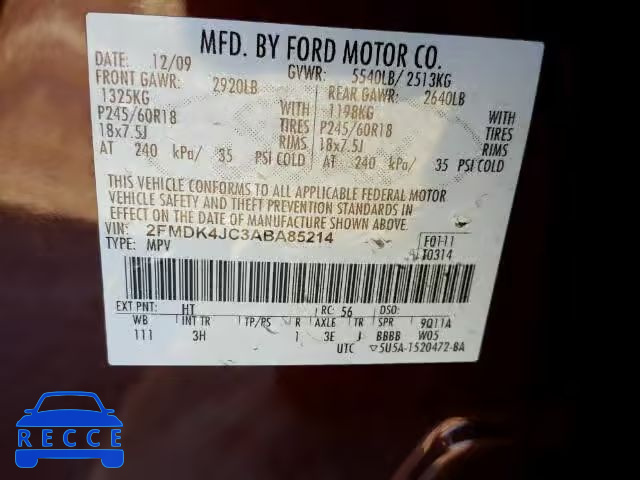 MFD. BY FORD MOTOR CO.
DATE: 12/09 GVWR: 5540LB/ 2513KG
FRONT GAWR: 2920LB REAR GAWR: 2640LB
1325KG WITH 1198KG WITH
P245/60R18 TIRES P245/60R18 TIRES
18x7.5J RIMS 18x7.5J RIMS
AT 240 kPa/ 35 PSI COLD AT 240 kPa/ 35 PSI COLD
THIS VEHICLE CONFORMS TO ALL APPLICABLE FEDERAL MOTOR
VEHICLE SAFETY AND THEFT PREVENTION STANDARDS IN
EFFECT ON THE DATE OF MANUFACTURE SHOWN ABOVE.
VIN: 2FMDK4JC3ABA85214
TYPE: MPV
F0111
T0314
EXT PNT: HT RC: 56 DSO:
WB INT TR TP/PS R AXLE TR SPR 9Q11A
111 3H 1 3E J BBBB W05
UTC ▽5U5A-1520472-BA
RECCE